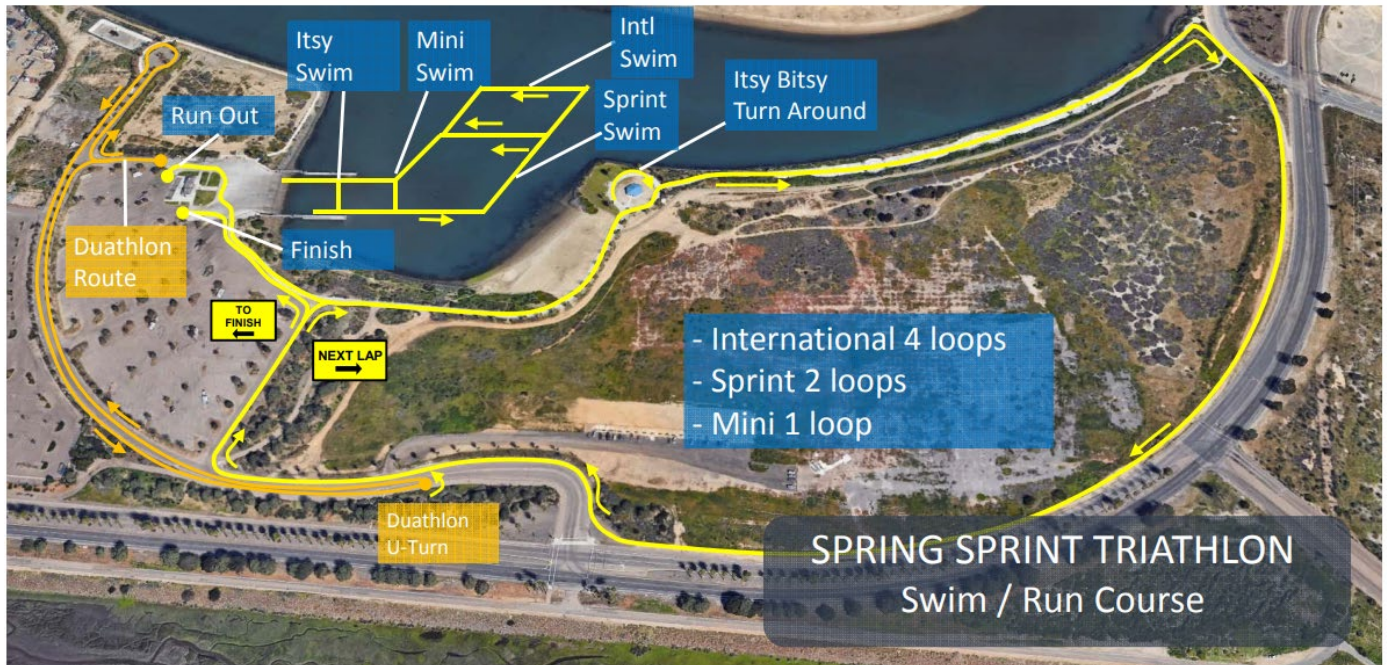 Itsy
Swim
Mini
Swim
Intl
Swim
Sprint
Swim
Itsy Bitsy
Turn Around
Run Out
Duathlon
Route
Finish
TO
FINISH
NEXT LAP
- International 4 loops
- Sprint 2 loops
- Mini 1 loop
Duathlon
U-Turn
SPRING SPRINT TRIATHLON
Swim / Run Course